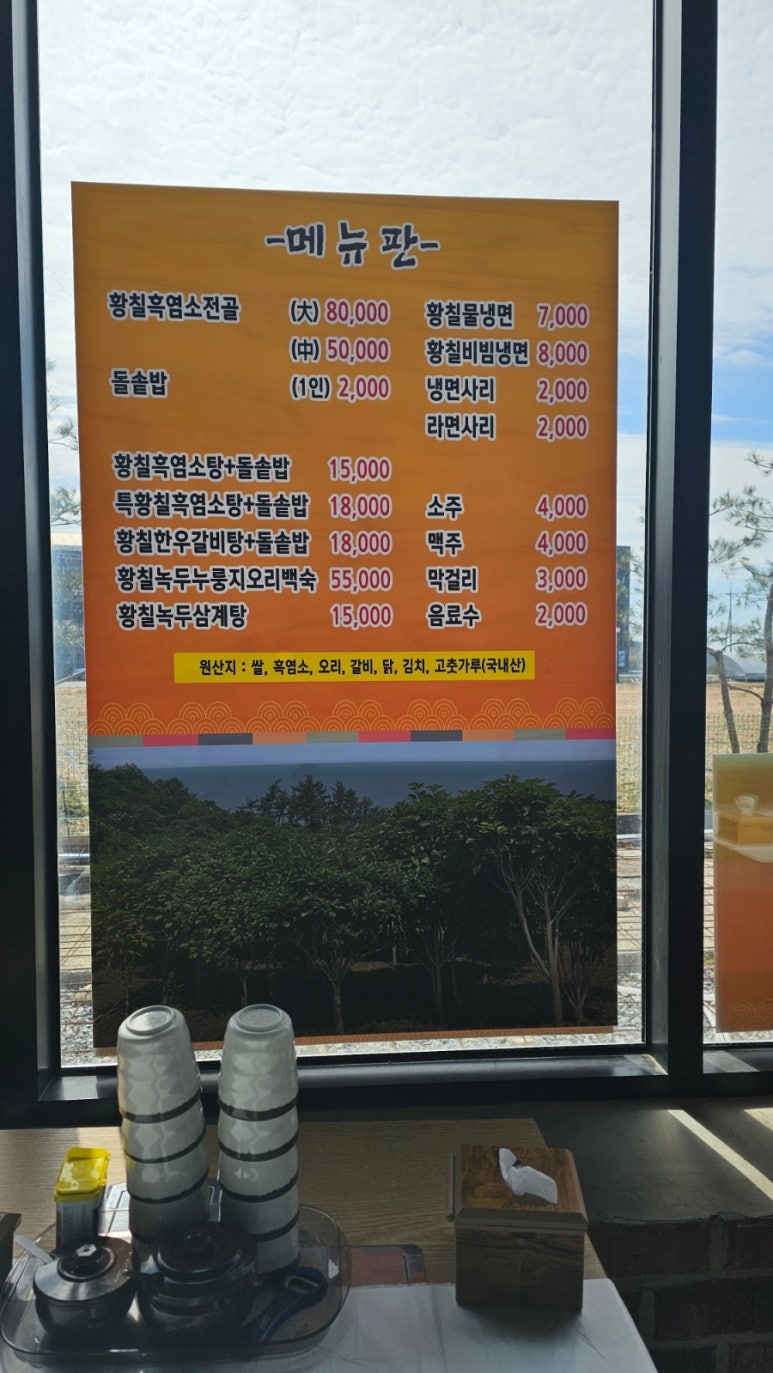 -메뉴판-
황칠흑염소전골 (大) 80,000
(中) 50,000
돌솥밥 (1인) 2,000
황칠흑염소탕+돌솥밥 15,000
특황칠흑염소탕+돌솥밥 18,000
황칠한우갈비탕+돌솥밥 18,000
황칠녹두누룽지오리백숙 55,000
황칠녹두삼계탕 15,000
황칠물냉면 7,000
황칠비빔냉면 8,000
냉면사리 2,000
라면사리 2,000
소주 4,000
맥주 4,000
막걸리 3,000
음료수 2,000
원산지 : 쌀, 흑염소, 오리, 갈비, 닭, 김치, 고춧가루(국내산)